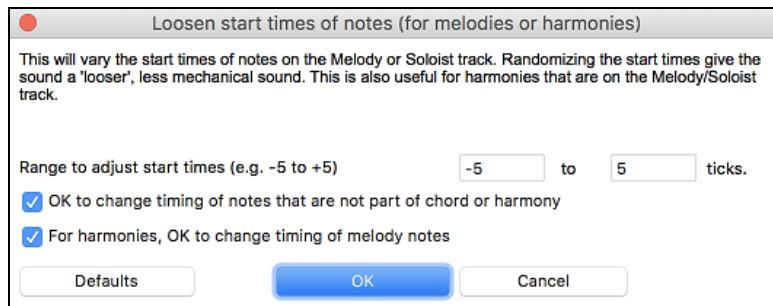 Loosen start times of notes (for melodies or harmonies)
This will vary the start times of notes on the Melody or Soloist track. Randomizing the start times give the
sound a 'looser', less mechanical sound. This is also useful for harmonies that are on the Melody/Soloist
track.
Range to adjust start times (e.g. -5 to +5) -5 to 5 ticks.
OK to change timing of notes that are not part of chord or harmony
For harmonies, OK to change timing of melody notes
Defaults OK Cancel